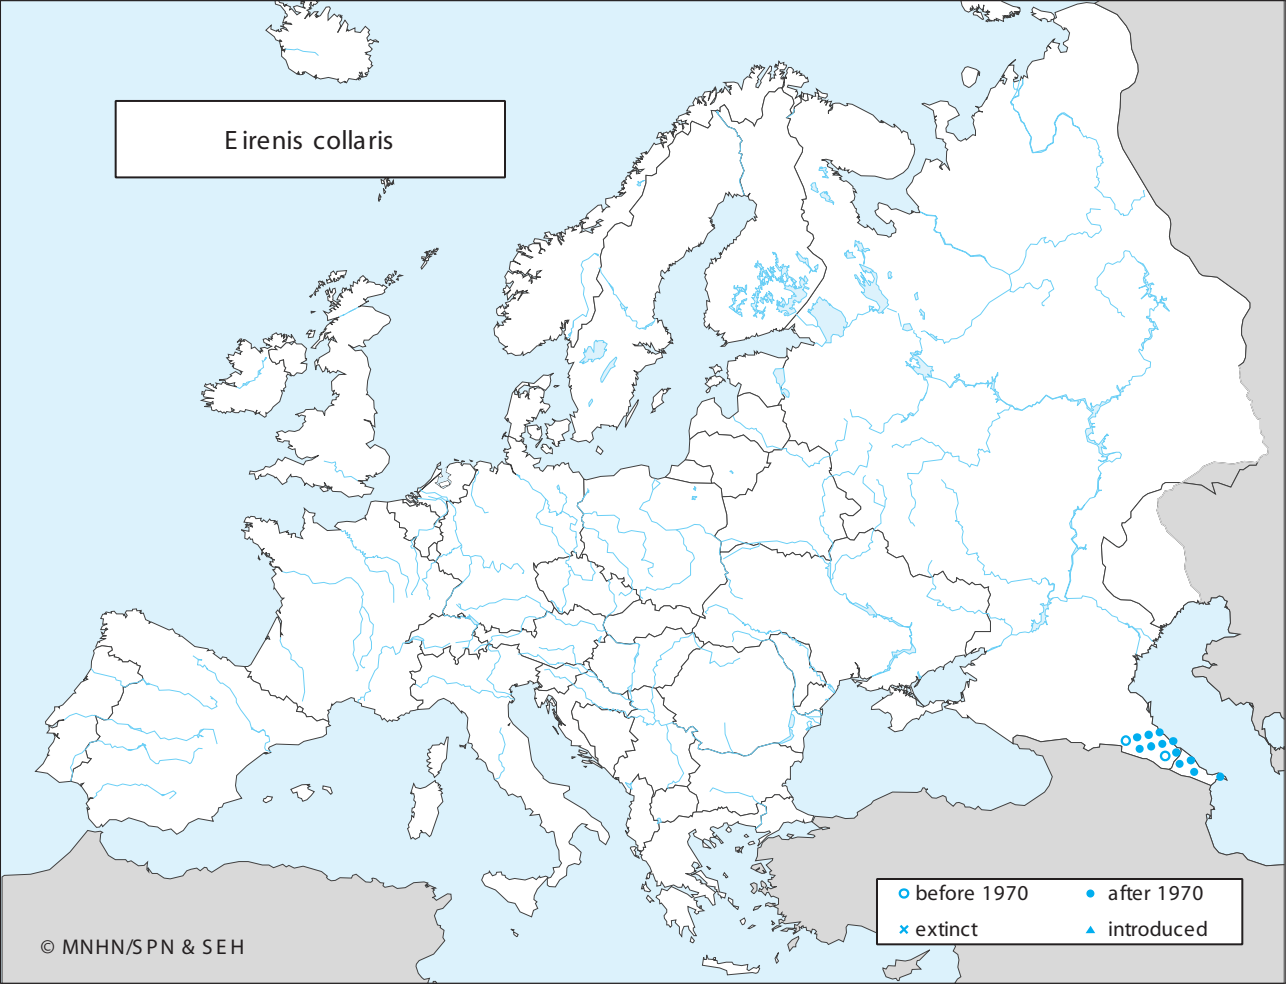 Eirenis collaris
before 1970
after 1970
extinct
introduced
© MNHN/SPN & SEH